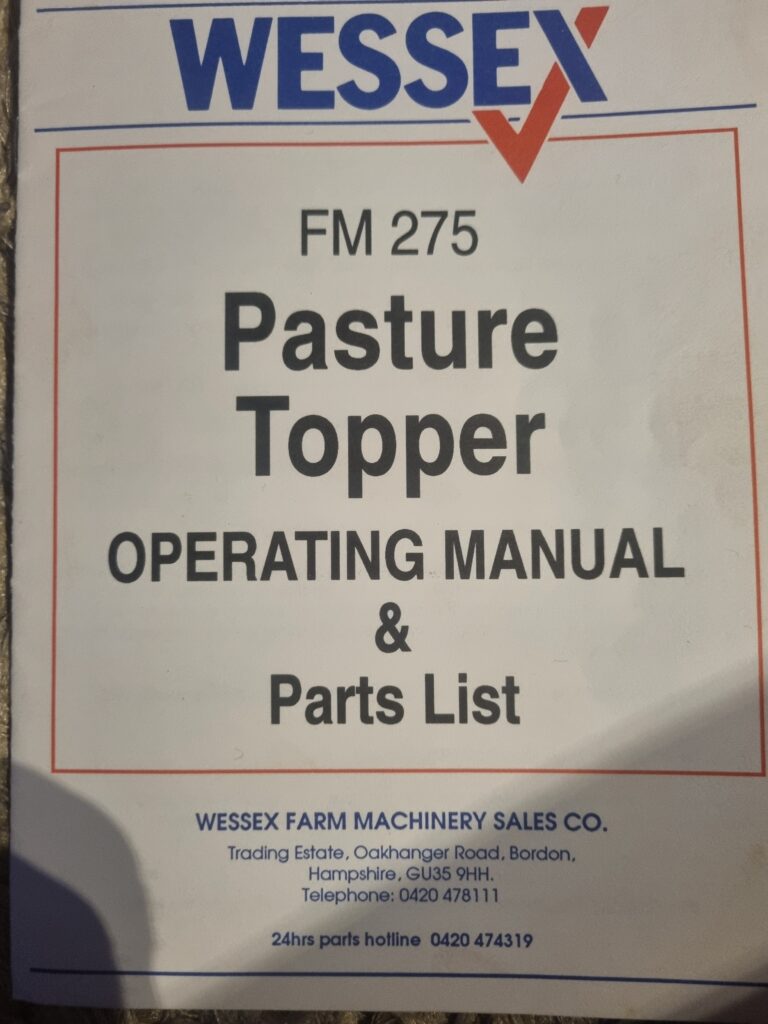 WESSEX
FM 275
Pasture
Topper
OPERATING MANUAL
&
Parts List
WESSEX FARM MACHINERY SALES CO.
Trading Estate, Oakhanger Road, Bordon,
Hampshire, GU35 9HH.
Telephone: 0420 478111
24hrs parts hotline 0420 474319